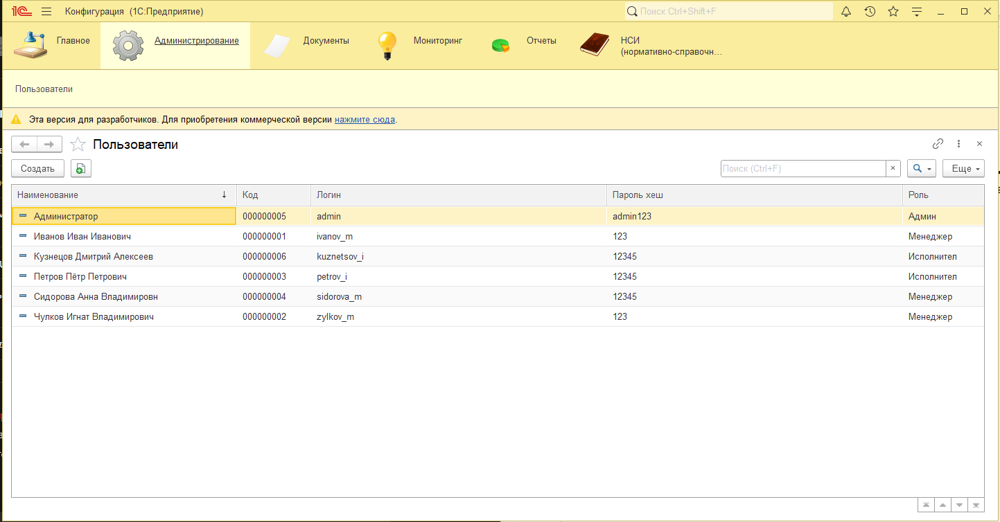 1С Конфигурация (1С:Предприятие) Поиск Ctrl+Shift+F
Главное Администрирование Документы Мониторинг Отчеты НСИ
(нормативно-справочн...
Пользователи
Эта версия для разработчиков. Для приобретения коммерческой версии нажмите сюда.
Пользователи
Создать Поиск (Ctrl+F) × Еще
Наименование ↓ Код Логин Пароль хеш Роль
Администратор 000000005 admin admin123 Админ
Иванов Иван Иванович 000000001 ivanov_m 123 Менеджер
Кузнецов Дмитрий Алексеев 000000006 kuznetsov_i 12345 Исполнител
Петров Пётр Петрович 000000003 petrov_i 12345 Исполнител
Сидорова Анна Владимировн 000000004 sidorova_m 12345 Менеджер
Чулков Игнат Владимирович 000000002 zylkov_m 123 Менеджер